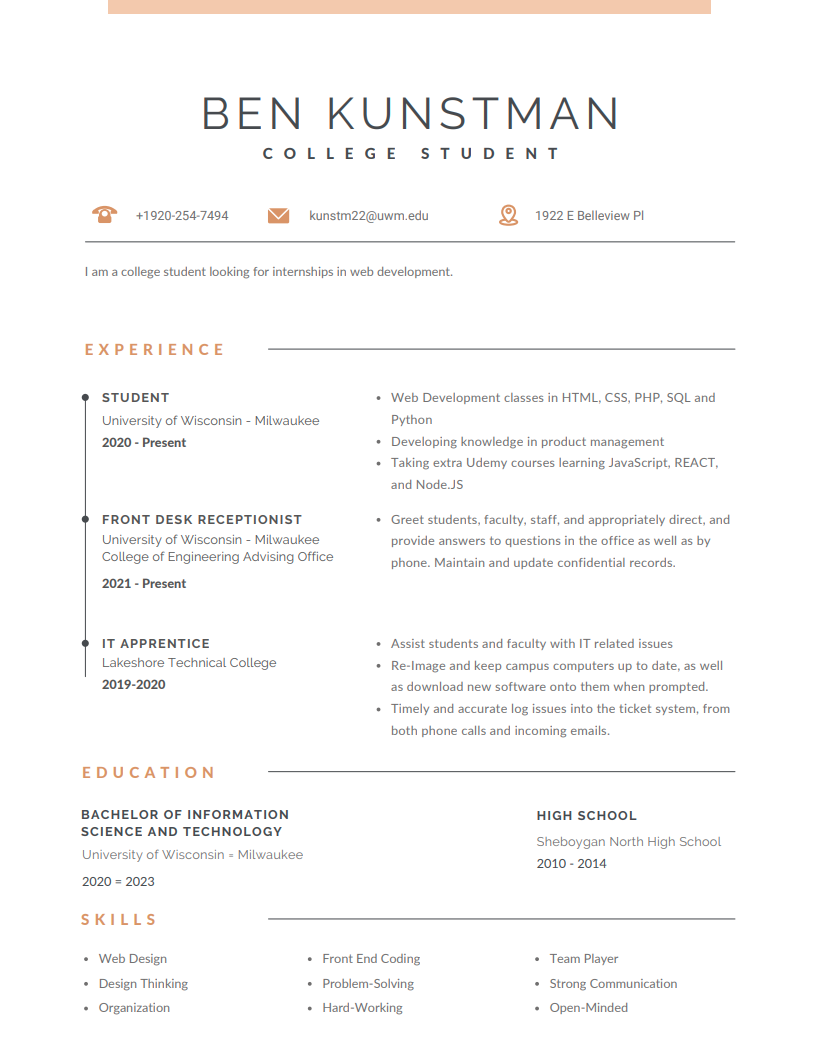 BEN KUNSTMAN
COLLEGE STUDENT
+1920-254-7494
kunstm22@uwm.edu
1922 E Belleview Pl
I am a college student looking for internships in web development.
EXPERIENCE
STUDENT
University of Wisconsin - Milwaukee
2020 - Present
• Web Development classes in HTML, CSS, PHP, SQL and
Python
• Developing knowledge in product management
• Taking extra Udemy courses learning JavaScript, REACT,
and Node.JS
FRONT DESK RECEPTIONIST
University of Wisconsin - Milwaukee
College of Engineering Advising Office
2021 - Present
• Greet students, faculty, staff, and appropriately direct, and
provide answers to questions in the office as well as by
phone. Maintain and update confidential records.
IT APPRENTICE
Lakeshore Technical College
2019-2020
• Assist students and faculty with IT related issues
• Re-Image and keep campus computers up to date, as well
as download new software onto them when prompted.
• Timely and accurate log issues into the ticket system, from
both phone calls and incoming emails.
EDUCATION
BACHELOR OF INFORMATION
SCIENCE AND TECHNOLOGY
University of Wisconsin = Milwaukee
2020 = 2023
HIGH SCHOOL
Sheboygan North High School
2010 - 2014
SKILLS
• Web Design
• Design Thinking
• Organization
• Front End Coding
• Problem-Solving
• Hard-Working
• Team Player
• Strong Communication
• Open-Minded